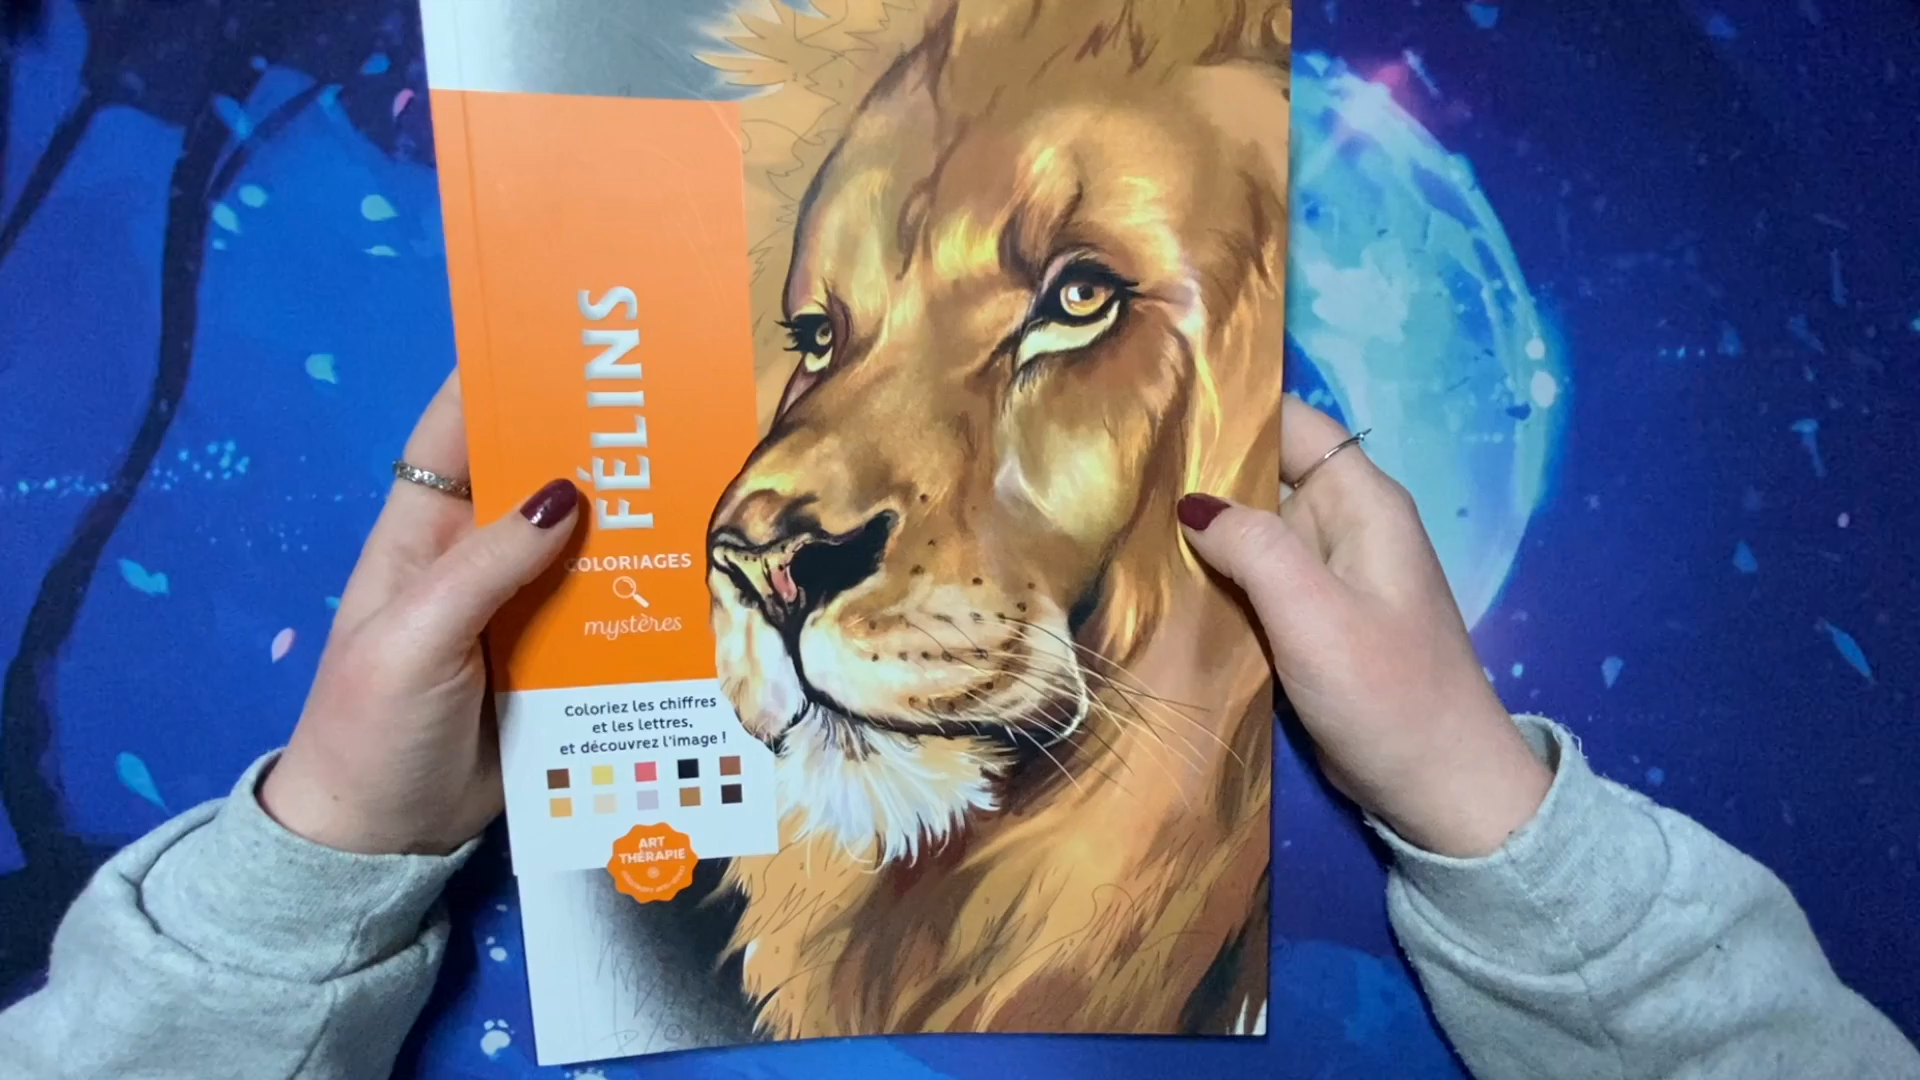 FÉLINS
COLORIAGES
mystères
Coloriez les chiffres
et les lettres,
et découvrez l'image !
ART
THÉRAPIE